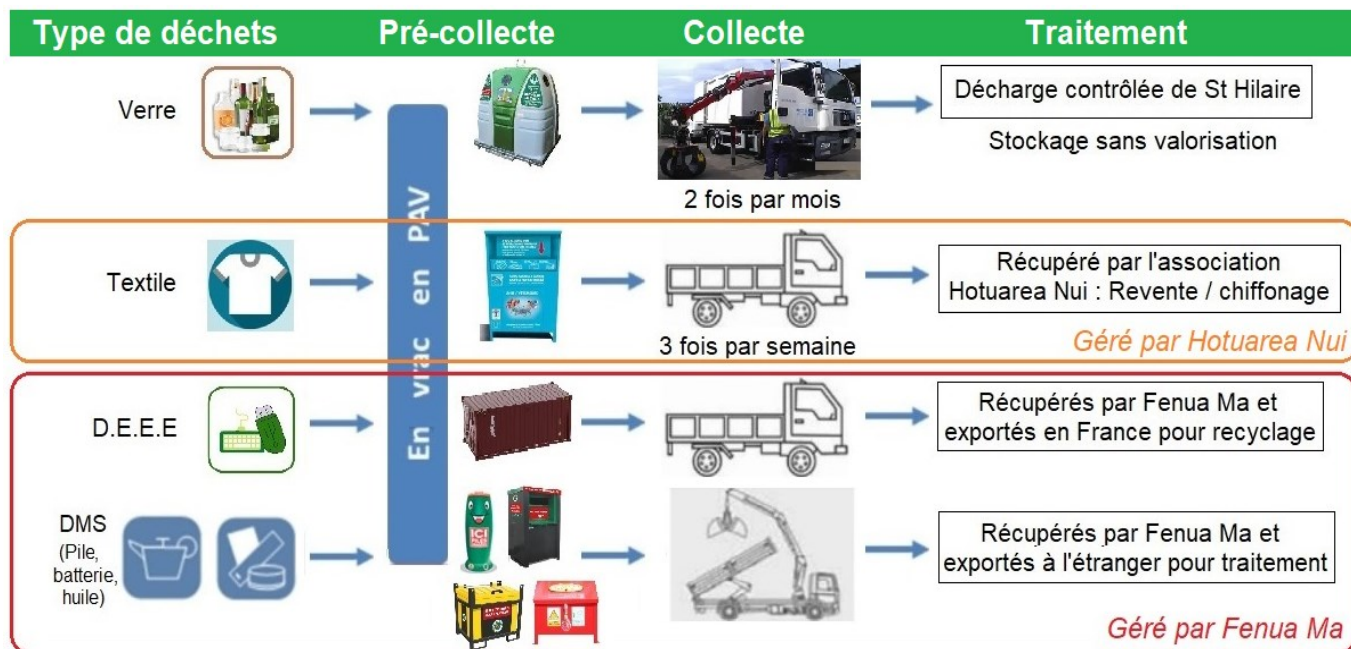 Type de déchets
Pré-collecte
Collecte
Traitement
Verre
En vrac en PAV
2 fois par mois
Décharge contrôlée de St Hilaire
Stockage sans valorisation
Textile
3 fois par semaine
Récupéré par l'association
Hotuarea Nui : Revente / chiffonage
Géré par Hotuarea Nui
D.E.E.E
Récupérés par Fenua Ma et
exportés en France pour recyclage
DMS
(Pile,
batterie,
huile)
ICI
Récupérés par Fenua Ma et
exportés à l'étranger pour traitement
Géré par Fenua Ma